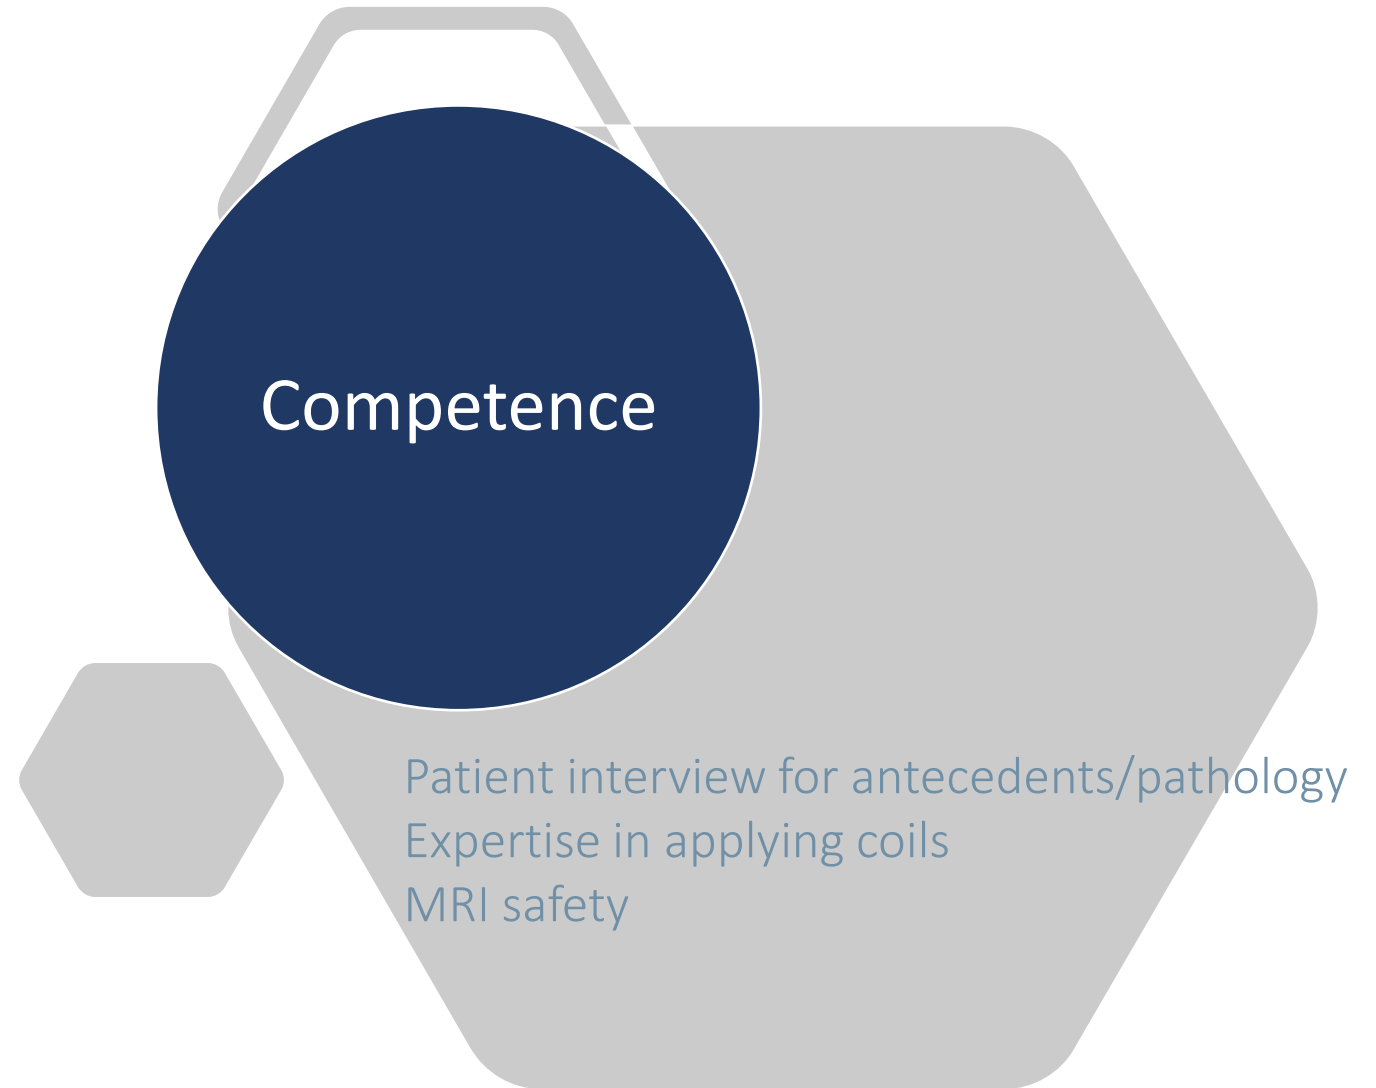 Competence
Patient interview for antecedents/pathology
Expertise in applying coils
MRI safety